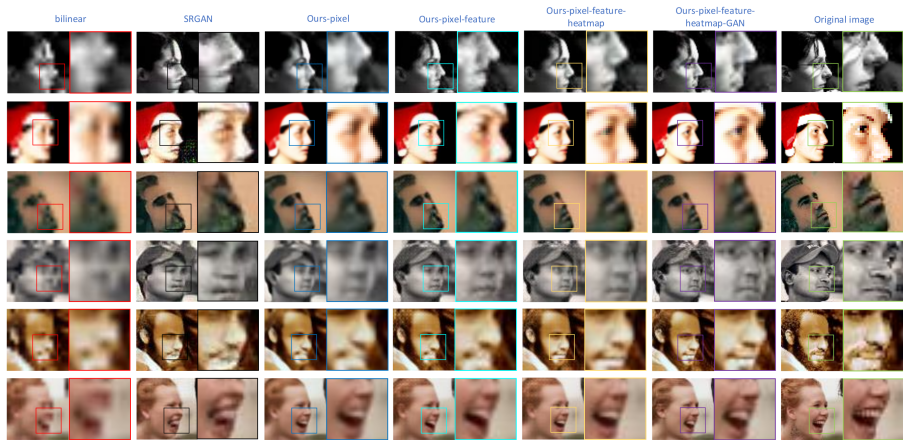 bilinear
SRGAN
Ours-pixel
Ours-pixel-feature
Ours-pixel-feature-
heatmap
Ours-pixel-feature-
heatmap-GAN
Original image